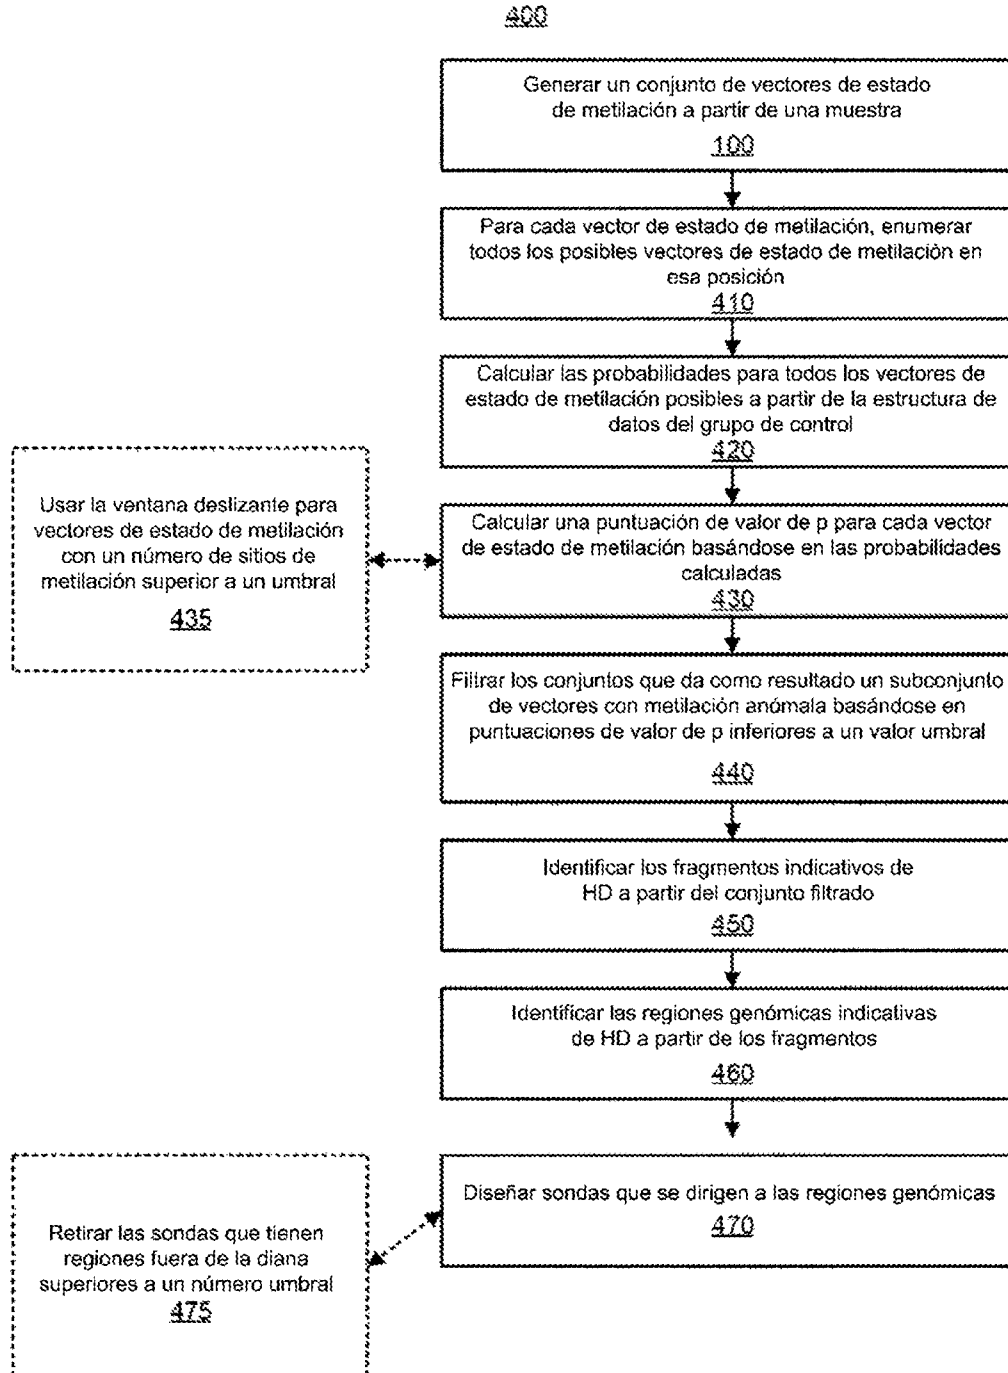 400
Generar un conjunto de vectores de estado
de metilación a partir de una muestra
100
Para cada vector de estado de metilación, enumerar
todos los posibles vectores de estado de metilación en
esa posición
410
Calcular las probabilidades para todos los vectores de
estado de metilación posibles a partir de la estructura de
datos del grupo de control
420
Usar la ventana deslizante para
vectores de estado de metilación
con un número de sitios de
metilación superior a un umbral
435
Calcular una puntuación de valor de p para cada vector
de estado de metilación basándose en las probabilidades
calculadas
430
Filtrar los conjuntos que da como resultado un subconjunto
de vectores con metilación anómala basándose en
puntuaciones de valor de p inferiores a un valor umbral
440
Identificar los fragmentos indicativos de
HD a partir del conjunto filtrado
450
Identificar las regiones genómicas indicativas
de HD a partir de los fragmentos
460
Diseñar sondas que se dirigen a las regiones genómicas
470
Retirar las sondas que tienen
regiones fuera de la diana
superiores a un número umbral
475